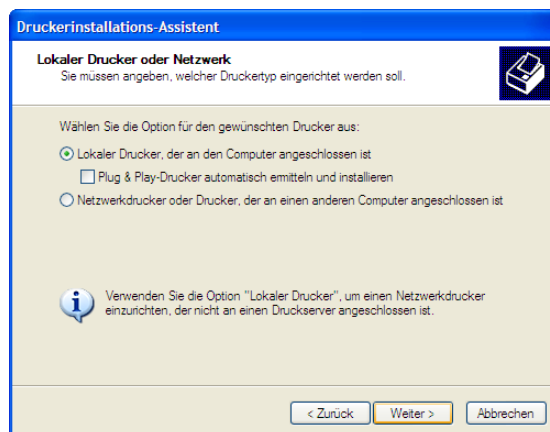 Druckerinstallations-Assistent
Lokaler Drucker oder Netzwerk
Sie müssen angeben, welcher Druckertyp eingerichtet werden soll.
Wählen Sie die Option für den gewünschten Drucker aus:
Lokaler Drucker, der an den Computer angeschlossen ist
Plug & Play-Drucker automatisch ermitteln und installieren
Netzwerkdrucker oder Drucker, der an einen anderen Computer angeschlossen ist
Verwenden Sie die Option "Lokaler Drucker", um einen Netzwerkdrucker
einzurichten, der nicht an einen Druckserver angeschlossen ist.
< Zurück Weiter > Abbrechen